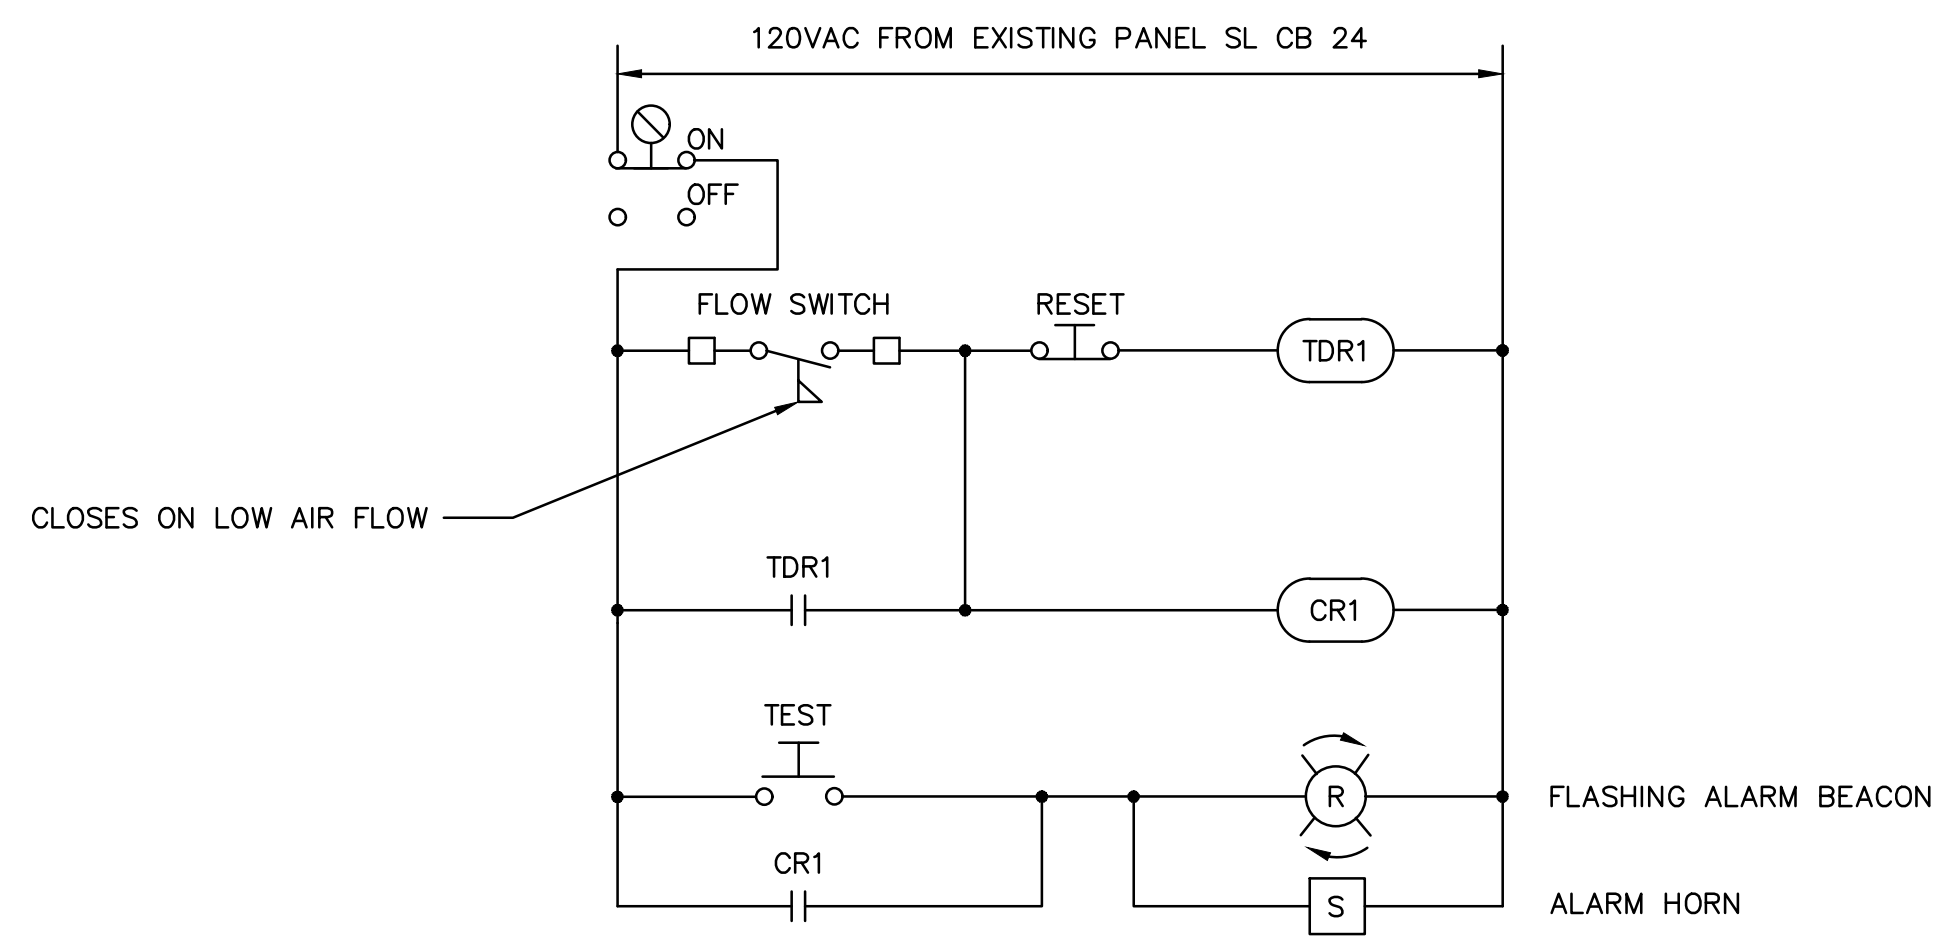 120VAC FROM EXISTING PANEL SL CB 24
ON
OFF
FLOW SWITCH
RESET
TDR1
CLOSES ON LOW AIR FLOW
TDR1
CR1
TEST
R
FLASHING ALARM BEACON
CR1
S
ALARM HORN